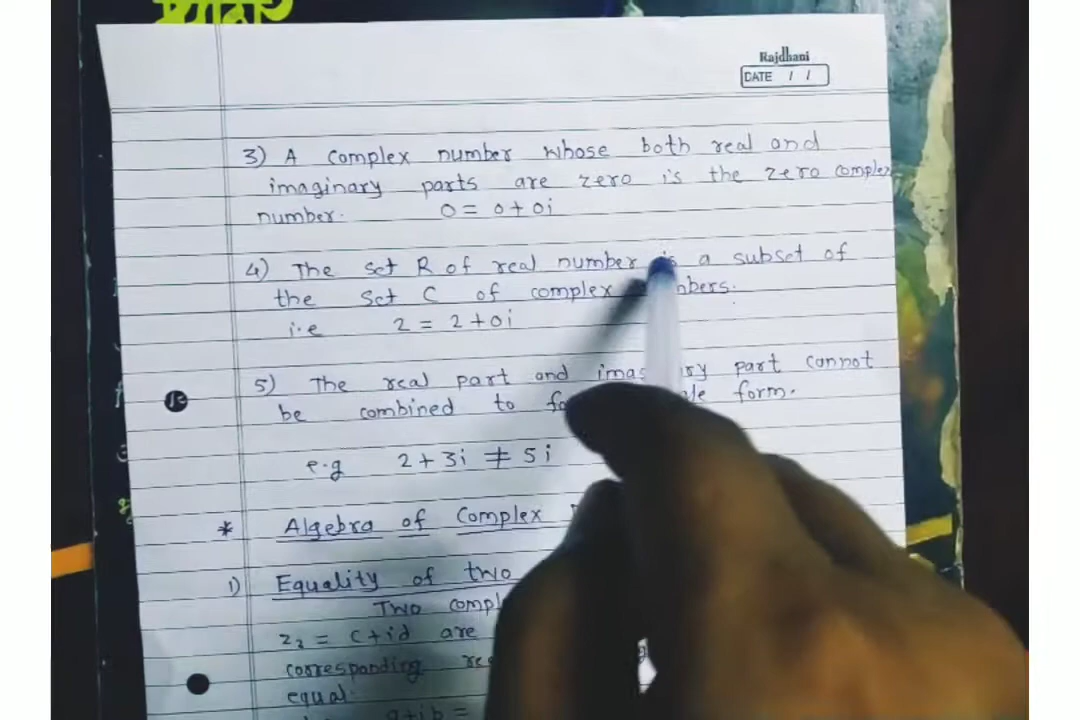 मराठी
Rajdhani
DATE / /
3) A complex number whose both real and
imaginary parts are zero is the zero complex
number. 0 = 0 + 0i
4) The set R of real number is a subset of
the set C of complex
i.e 2 = 2 + 0i
5) The real part and part cannot
be combined to form.
e.g 2 + 3i ≠ 5i
* Algebra of Complex
1) Equality of two
Two
z₂ = c+id are
corresponding
equal.
a+ib =